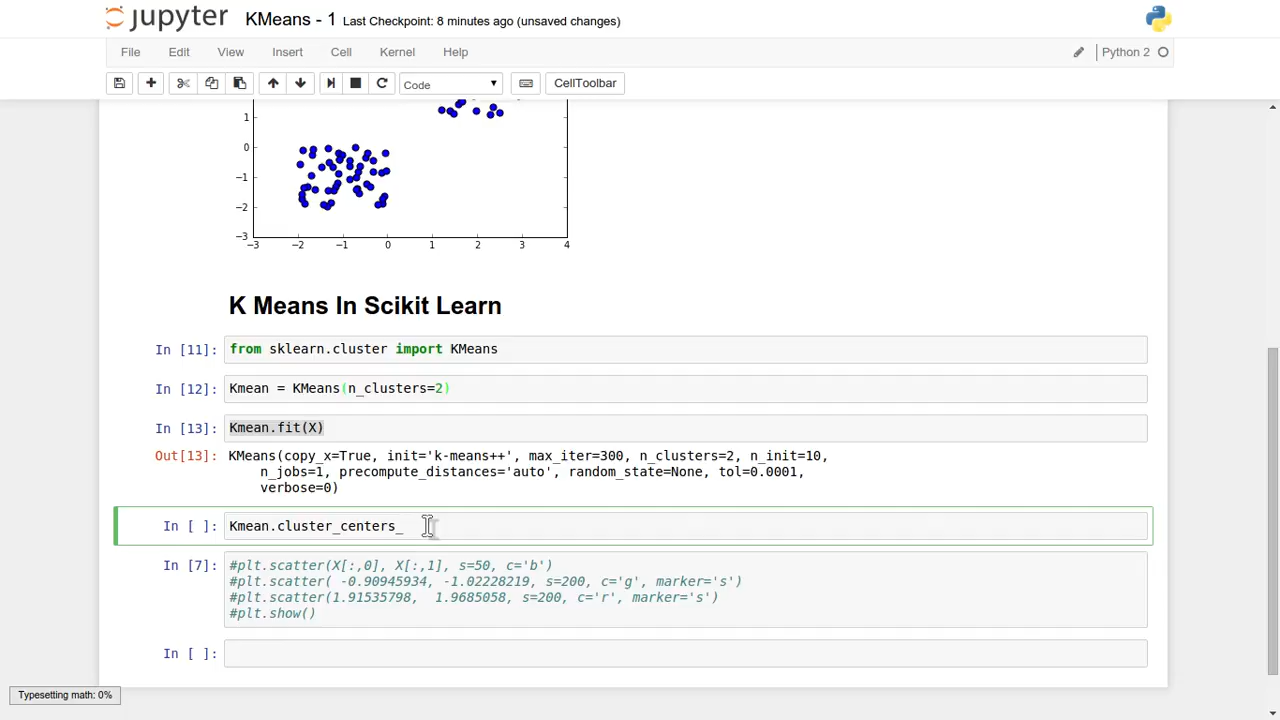 jupyter KMeans - 1 Last Checkpoint: 8 minutes ago (unsaved changes)
File Edit View Insert Cell Kernel Help Python 2
Code CellToolbar
1
0
−1
−2
−3
−3 −2 −1 0 1 2 3 4
K Means In Scikit Learn
In [11]: from sklearn.cluster import KMeans
In [12]: Kmean = KMeans(n_clusters=2)
In [13]: Kmean.fit(X)
Out[13]: KMeans(copy_x=True, init='k-means++', max_iter=300, n_clusters=2, n_init=10,
n_jobs=1, precompute_distances='auto', random_state=None, tol=0.0001,
verbose=0)
In [ ]: Kmean.cluster_centers_
In [7]: #plt.scatter(X[:,0], X[:,1], s=50, c='b')
#plt.scatter( -0.90945934, -1.02228219, s=200, c='g', marker='s')
#plt.scatter(1.91535798,  1.9685058, s=200, c='r', marker='s')
#plt.show()
In [ ]:
Typesetting math: 0%